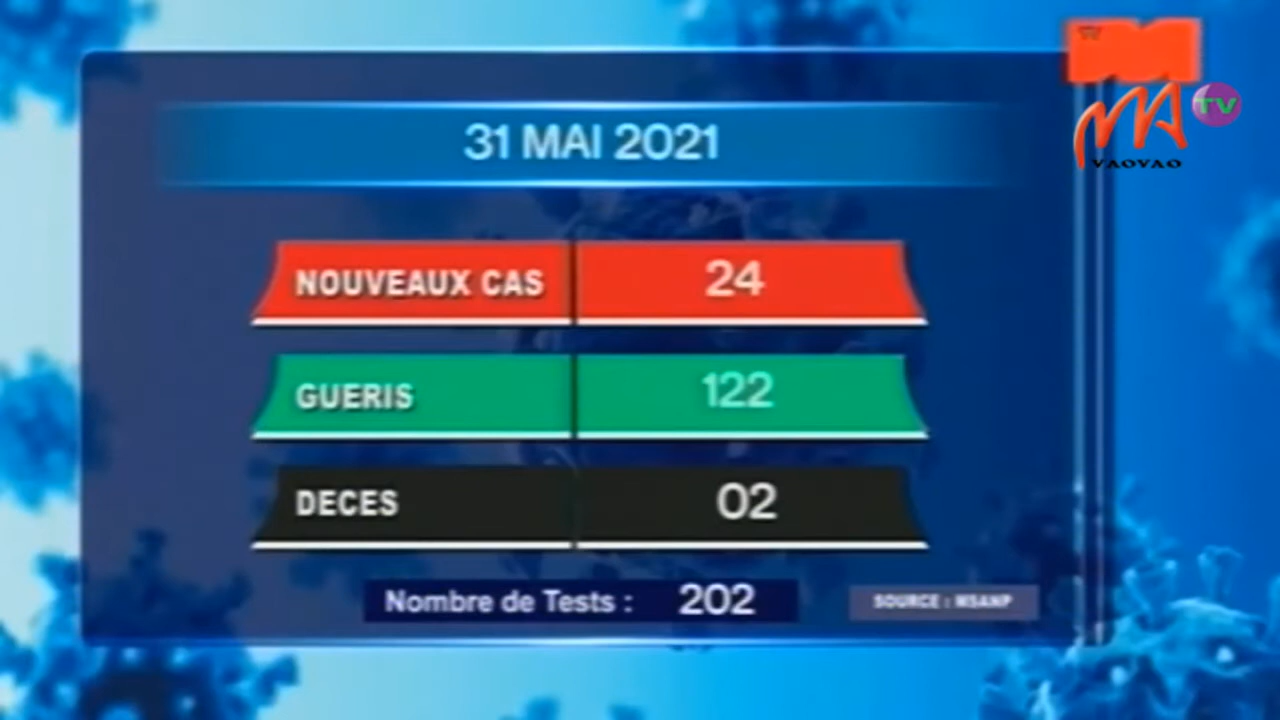 TV
MA TV
VAOVAO
31 MAI 2021
NOUVEAUX CAS 24
GUERIS 122
DECES 02
Nombre de Tests : 202
SOURCE : MSANP